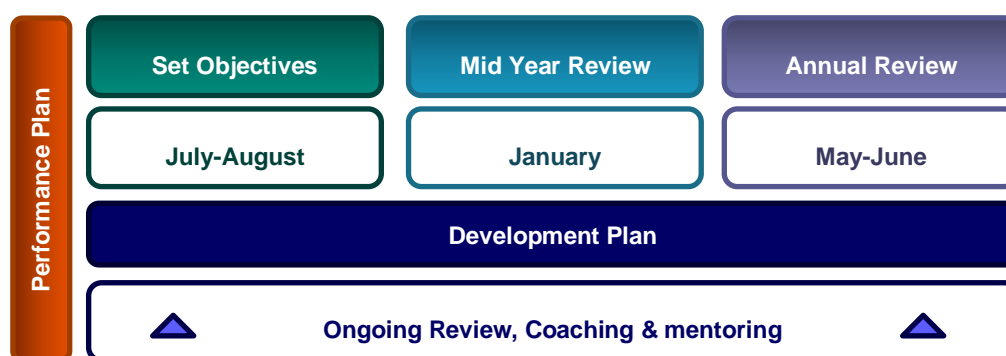 Performance Plan
Set Objectives
Mid Year Review
Annual Review
July-August
January
May-June
Development Plan
Ongoing Review, Coaching & mentoring